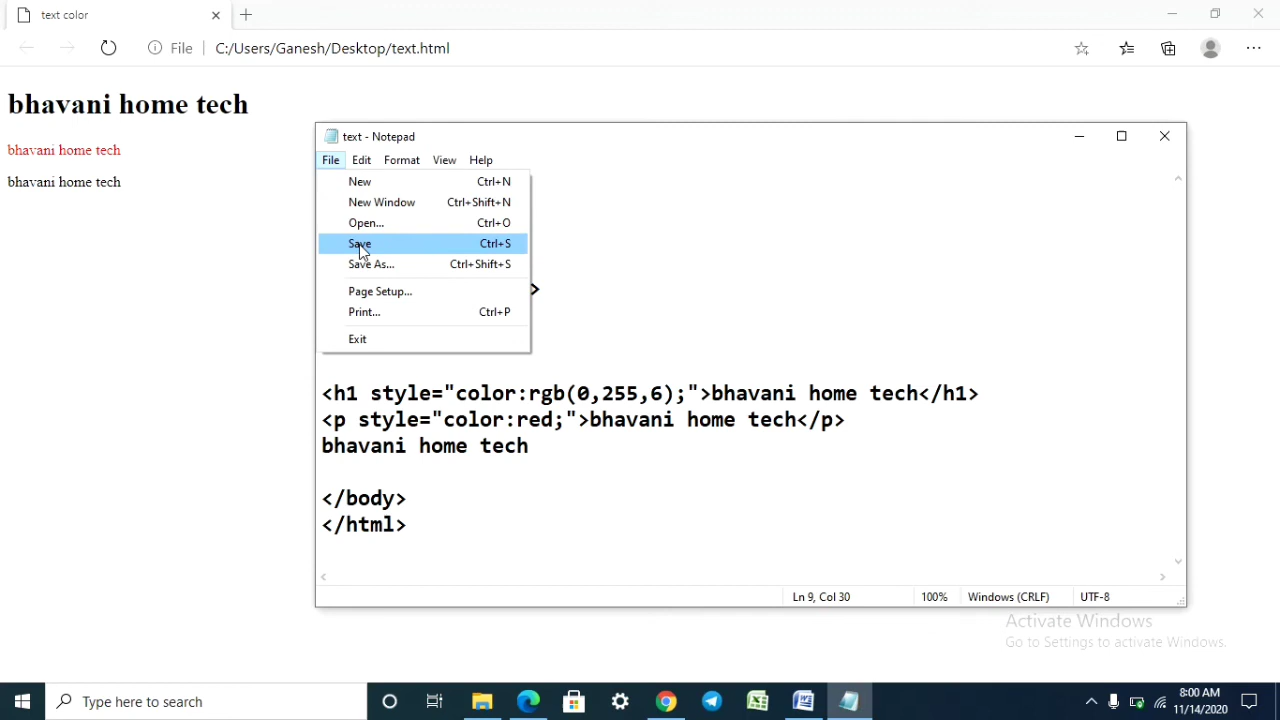 text color
File
C:/Users/Ganesh/Desktop/text.html
bhavani home tech
bhavani home tech
bhavani home tech
text - Notepad
File Edit Format View Help
New Ctrl+N
New Window Ctrl+Shift+N
Open... Ctrl+O
Save Ctrl+S
Save As... Ctrl+Shift+S
Page Setup...
Print... Ctrl+P
Exit
>
<h1 style="color:rgb(0,255,6);">bhavani home tech</h1>
<p style="color:red;">bhavani home tech</p>
bhavani home tech
</body>
</html>
Ln 9, Col 30 100% Windows (CRLF) UTF-8
Activate Windows
Go to Settings to activate Windows.
Type here to search
8:00 AM
11/14/2020